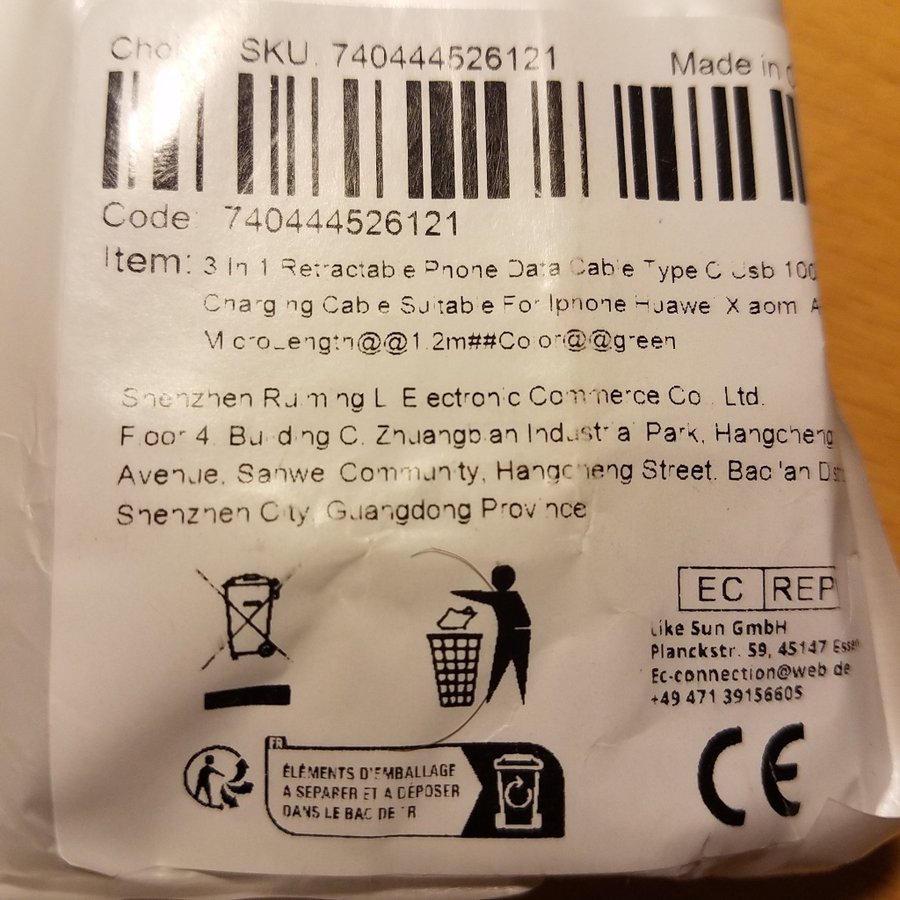 SKU. 740444526121
Made in
Code: 740444526121
Item: 3 In 1 Retractable Phone Data Cable Type C Usb
Charging Cable Suitable For Iphone Huawei Xiaomi
MicroLength@@1.2m##Color@@green
Shenzhen Ruiming L Electronic Commerce Co., Ltd.
Floor 4, Building C, Zhuangbian Industrial Park, Hangcheng
Avenue, Sanwei Community, Hangcheng Street, Bao'an
Shenzhen City, Guangdong Province
EC REP
Like Sun GmbH
Planckstr. 59, 45147
Ec-connection@web.de
+49 471 39156605
FR
ÉLÉMENTS D'EMBALLAGE
A SÉPARER ET A DÉPOSER
DANS LE BAC DE
CE